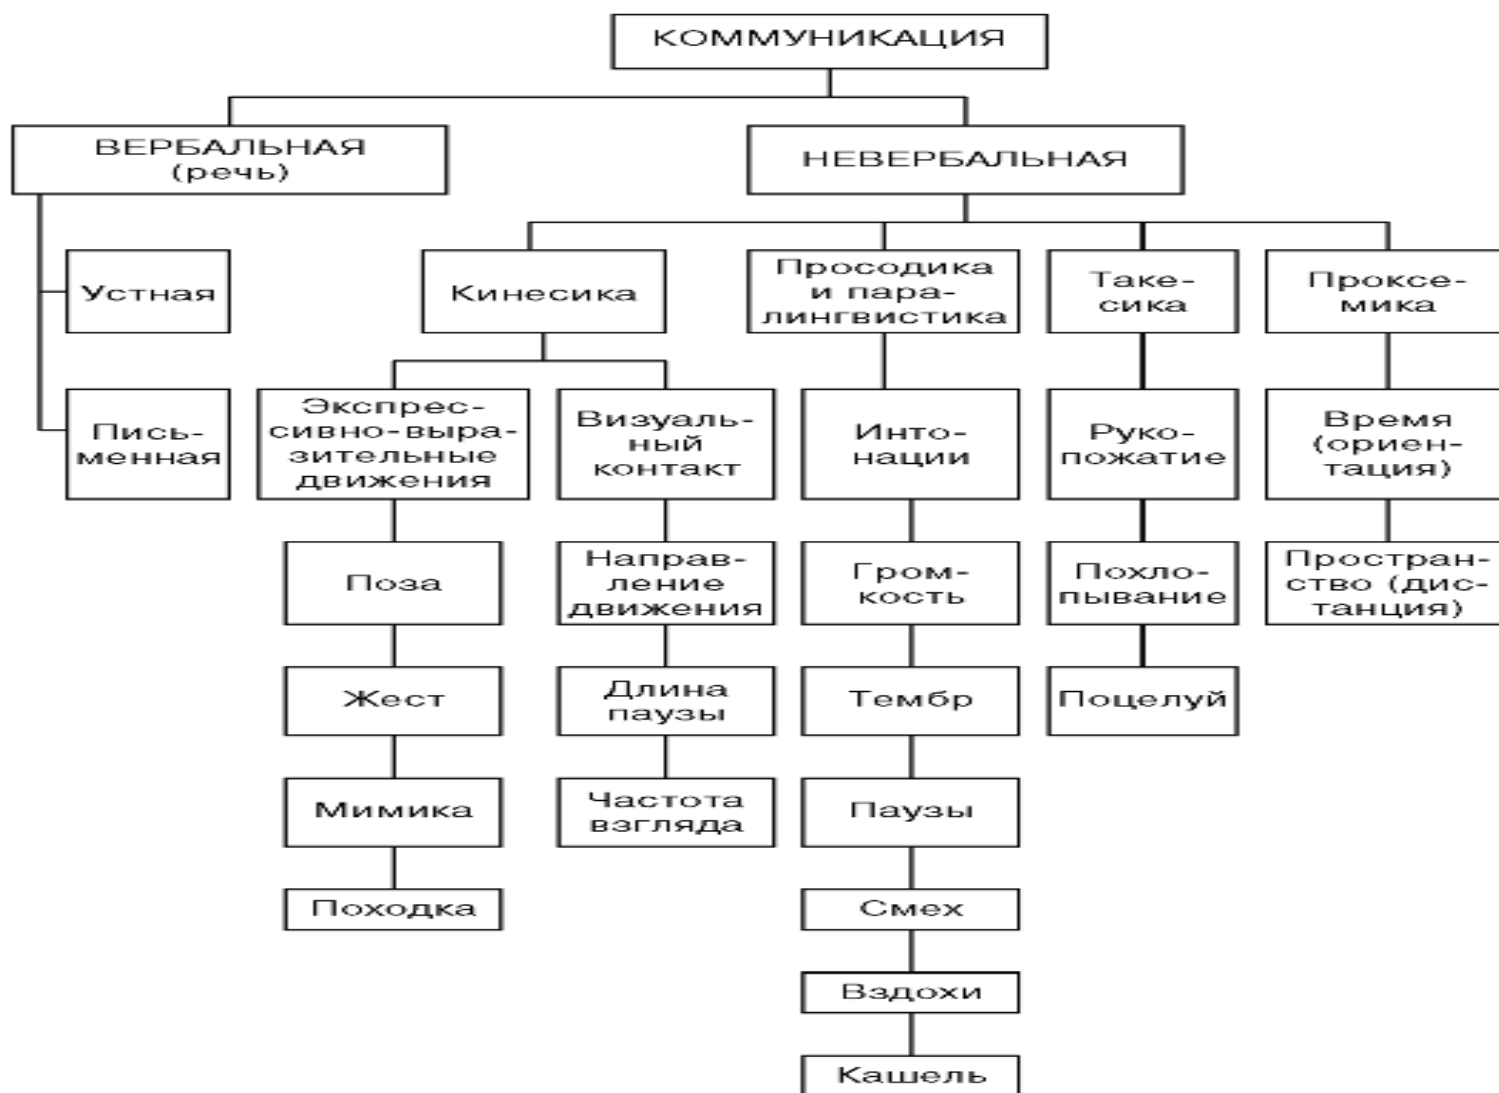 КОММУНИКАЦИЯ
ВЕРБАЛЬНАЯ
(речь)
НЕВЕРБАЛЬНАЯ
Устная
Кинесика
Просодика
и пара-
лингвистика
Таке-
сика
Проксе-
мика
Пись-
менная
Экспрес-
сивно-выра-
зительные
движения
Визуаль-
ный
контакт
Инто-
нации
Руко-
пожатие
Время
(ориен-
тация)
Поза
Направ-
ление
движения
Гром-
кость
Похло-
пывание
Простран-
ство (дис-
танция)
Жест
Длина
паузы
Тембр
Поцелуй
Мимика
Частота
взгляда
Паузы
Походка
Смех
Вздохи
Кашель